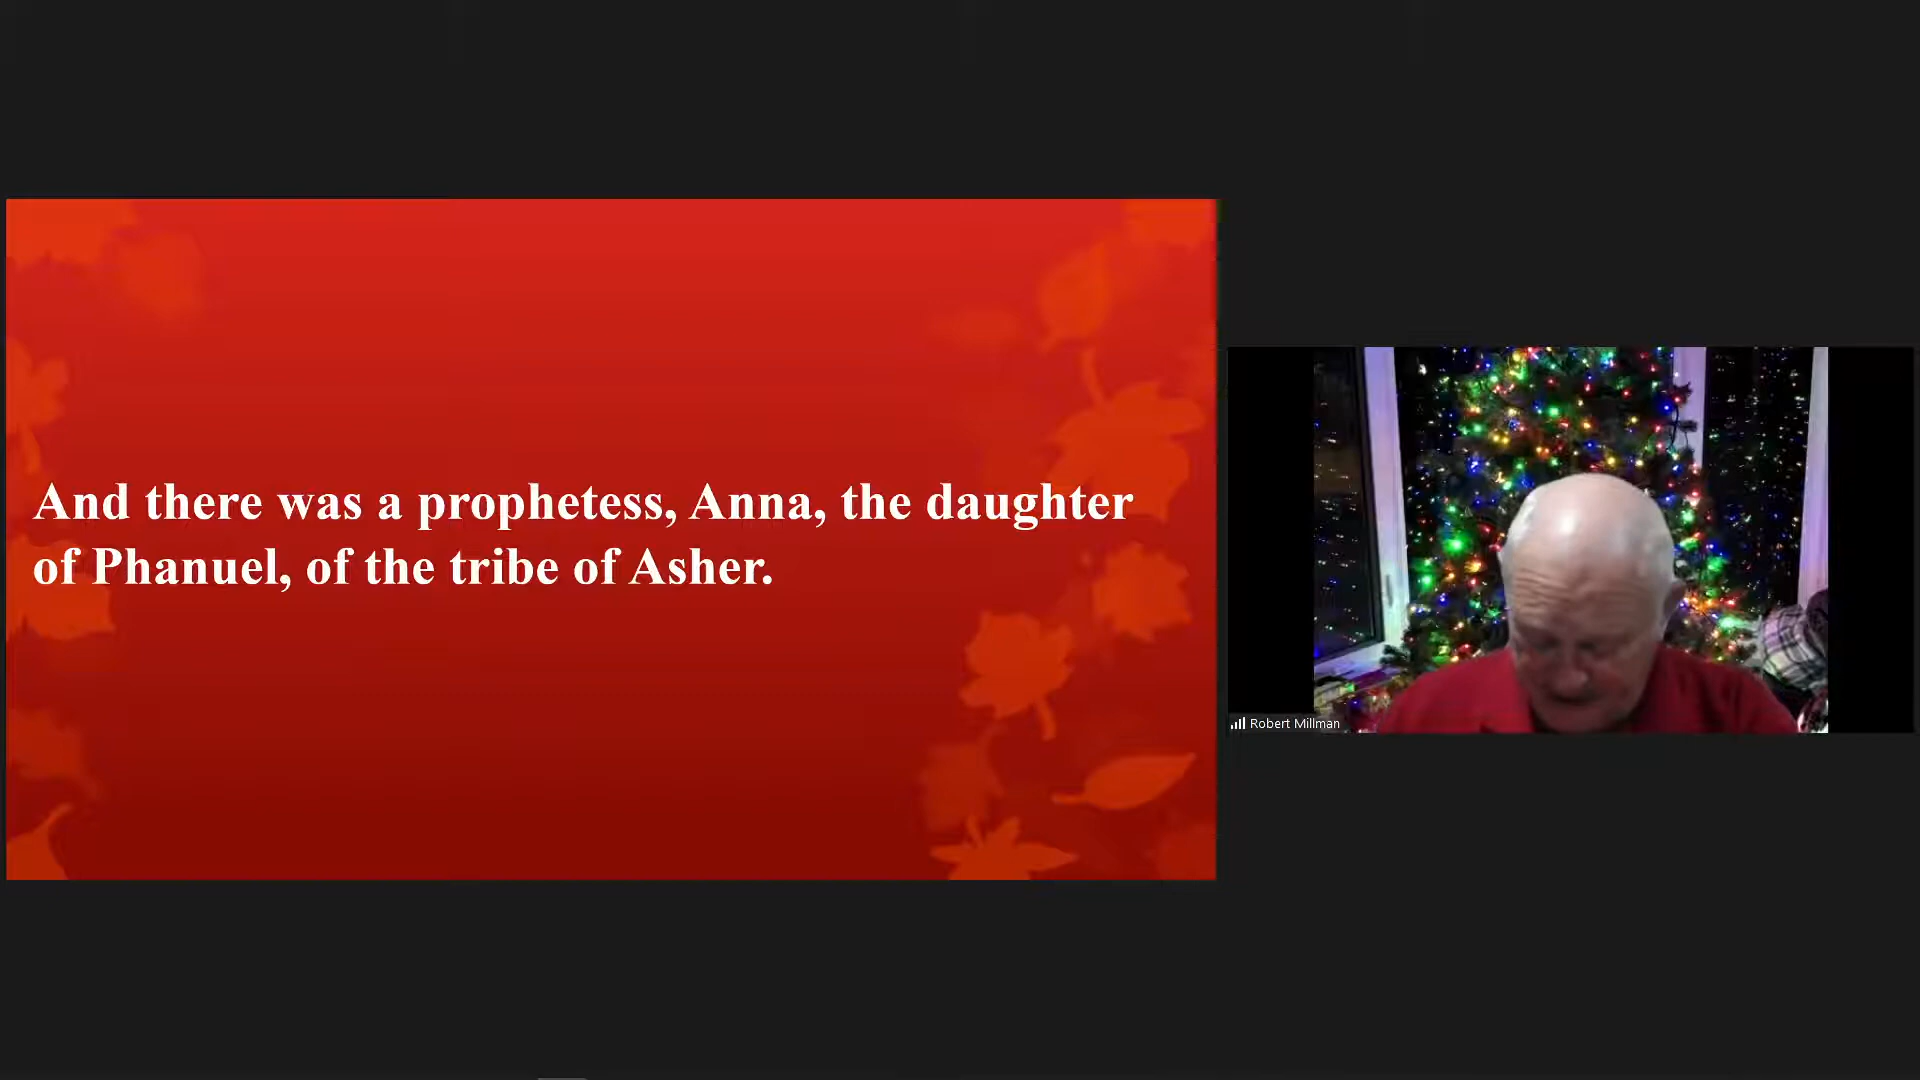 And there was a prophetess, Anna, the daughter
of Phanuel, of the tribe of Asher.
Robert Millman